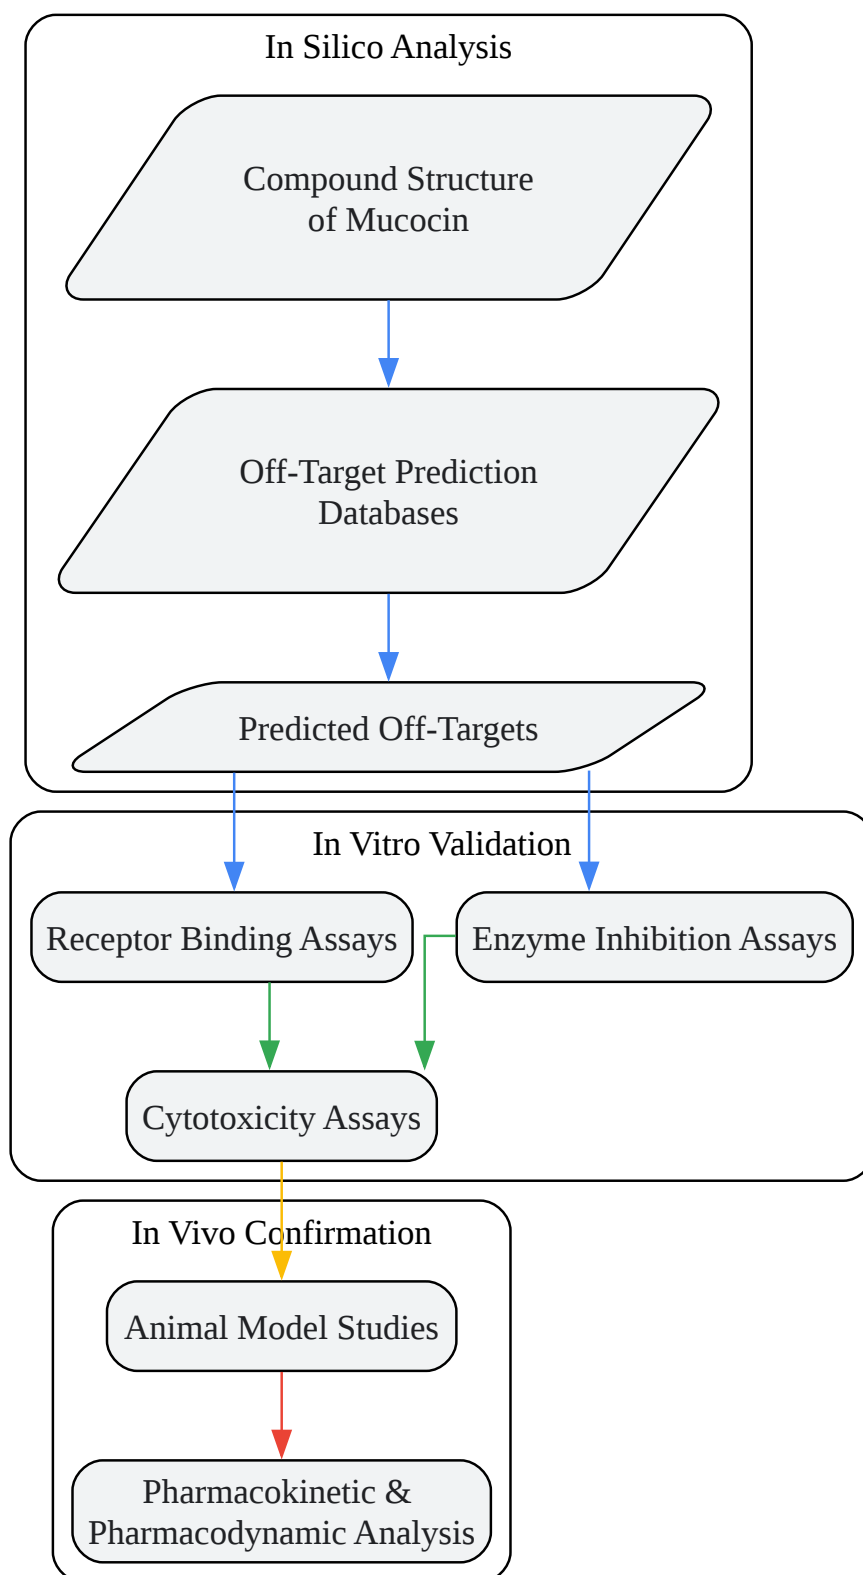 In Silico Analysis
Compound Structure
of Mucocin
Off-Target Prediction
Databases
Predicted Off-Targets
In Vitro Validation
Receptor Binding Assays
Enzyme Inhibition Assays
Cytotoxicity Assays
In Vivo Confirmation
Animal Model Studies
Pharmacokinetic &
Pharmacodynamic Analysis